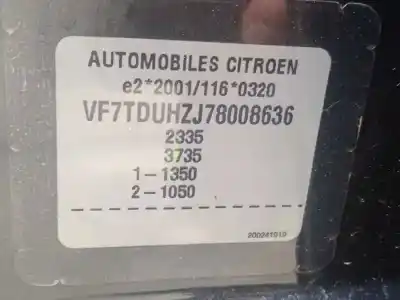 AUTOMOBILES CITROEN
e2*2001/116*0320
VF7TDUHZJ78008636
2335
3735
1-1350
2-1050